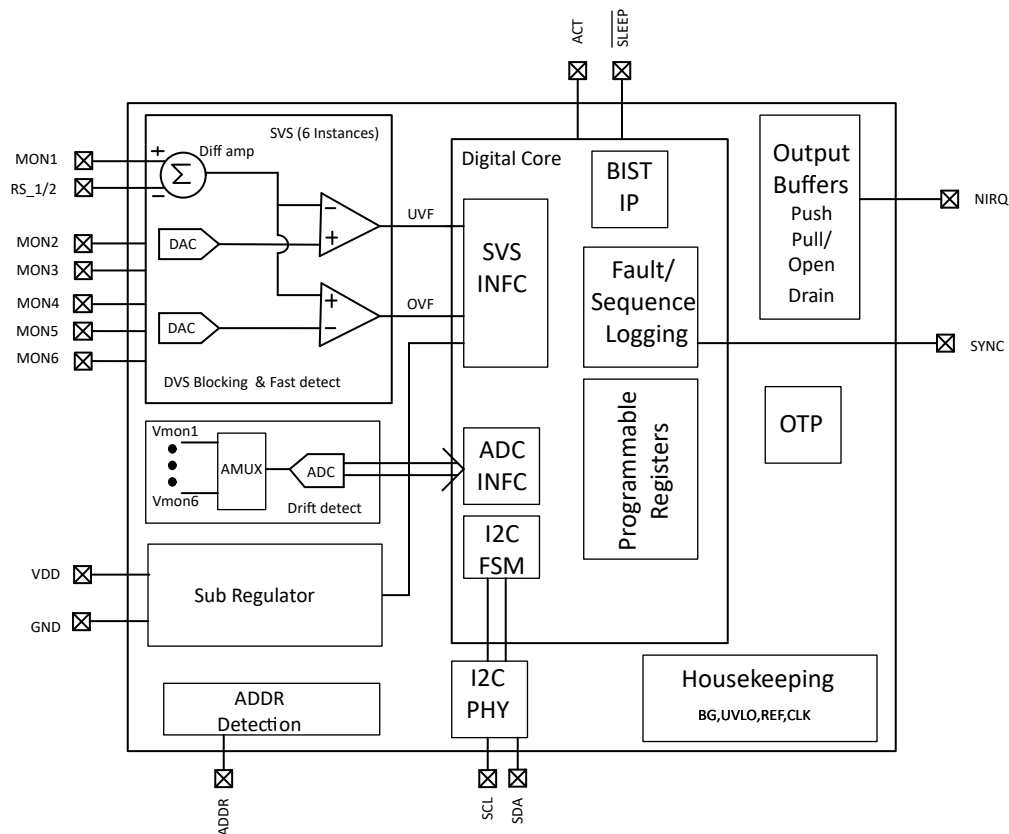 ACT
SLEEP
SVS (6 Instances)
+
Diff amp
MON1
Σ
RS_1/2
−
Digital Core
BIST
IP
Output
Buffers
Push
Pull/
Open
Drain
NIRQ
−
UVF
+
MON2
DAC
MON3
SVS
INFC
Fault/
Sequence
Logging
MON4
+
OVF
MON5
DAC
−
MON6
SYNC
DVS Blocking & Fast detect
Programmable
Registers
OTP
Vmon1
AMUX
ADC
Vmon6
Drift detect
ADC
INFC
I2C
FSM
VDD
Sub Regulator
GND
I2C
PHY
Housekeeping
BG,UVLO,REF,CLK
ADDR
Detection
ADDR
SCL
SDA